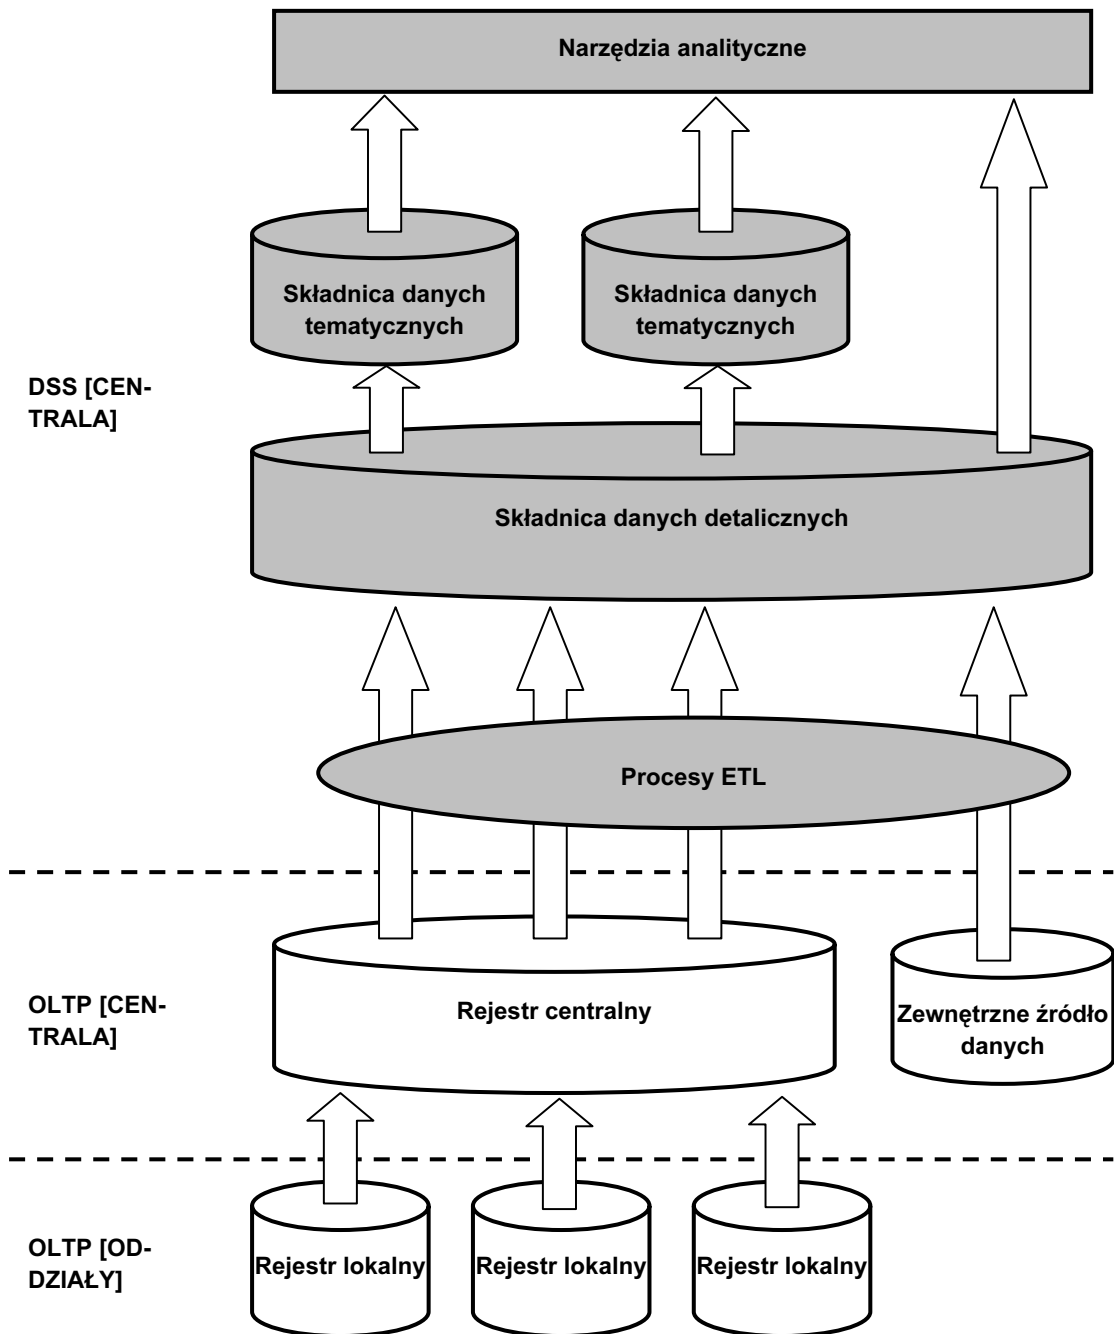 Narzędzia analityczne
Składnica danych
tematycznych
Składnica danych
tematycznych
DSS [CEN-
TRALA]
Składnica danych detalicznych
Procesy ETL
OLTP [CEN-
TRALA]
Rejestr centralny
Zewnętrzne źródło
danych
OLTP [OD-
DZIAŁY]
Rejestr lokalny
Rejestr lokalny
Rejestr lokalny